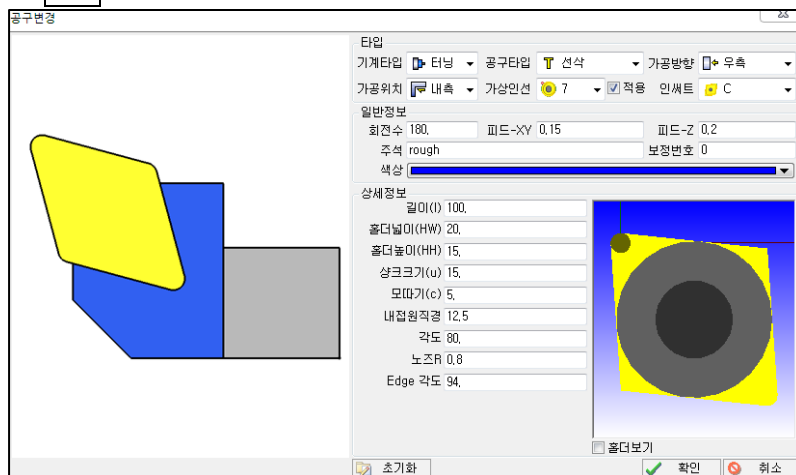 공구변경
타입
기계타입 터닝 공구타입 선삭 가공방향 우측
가공위치 내측 가상인선 7 적용 인써트 C
일반정보
회전수 180, 피드-XY 0,15 피드-Z 0,2
주석 rough 보정번호 0
색상
상세정보
길이(l) 100,
홀더넓이(HW) 20,
홀더높이(HH) 15,
샹크크기(u) 15,
모따기(c) 5,
내접원직경 12,5
각도 80,
노즈R 0,8
Edge 각도 94,
홀더보기
초기화 확인 취소